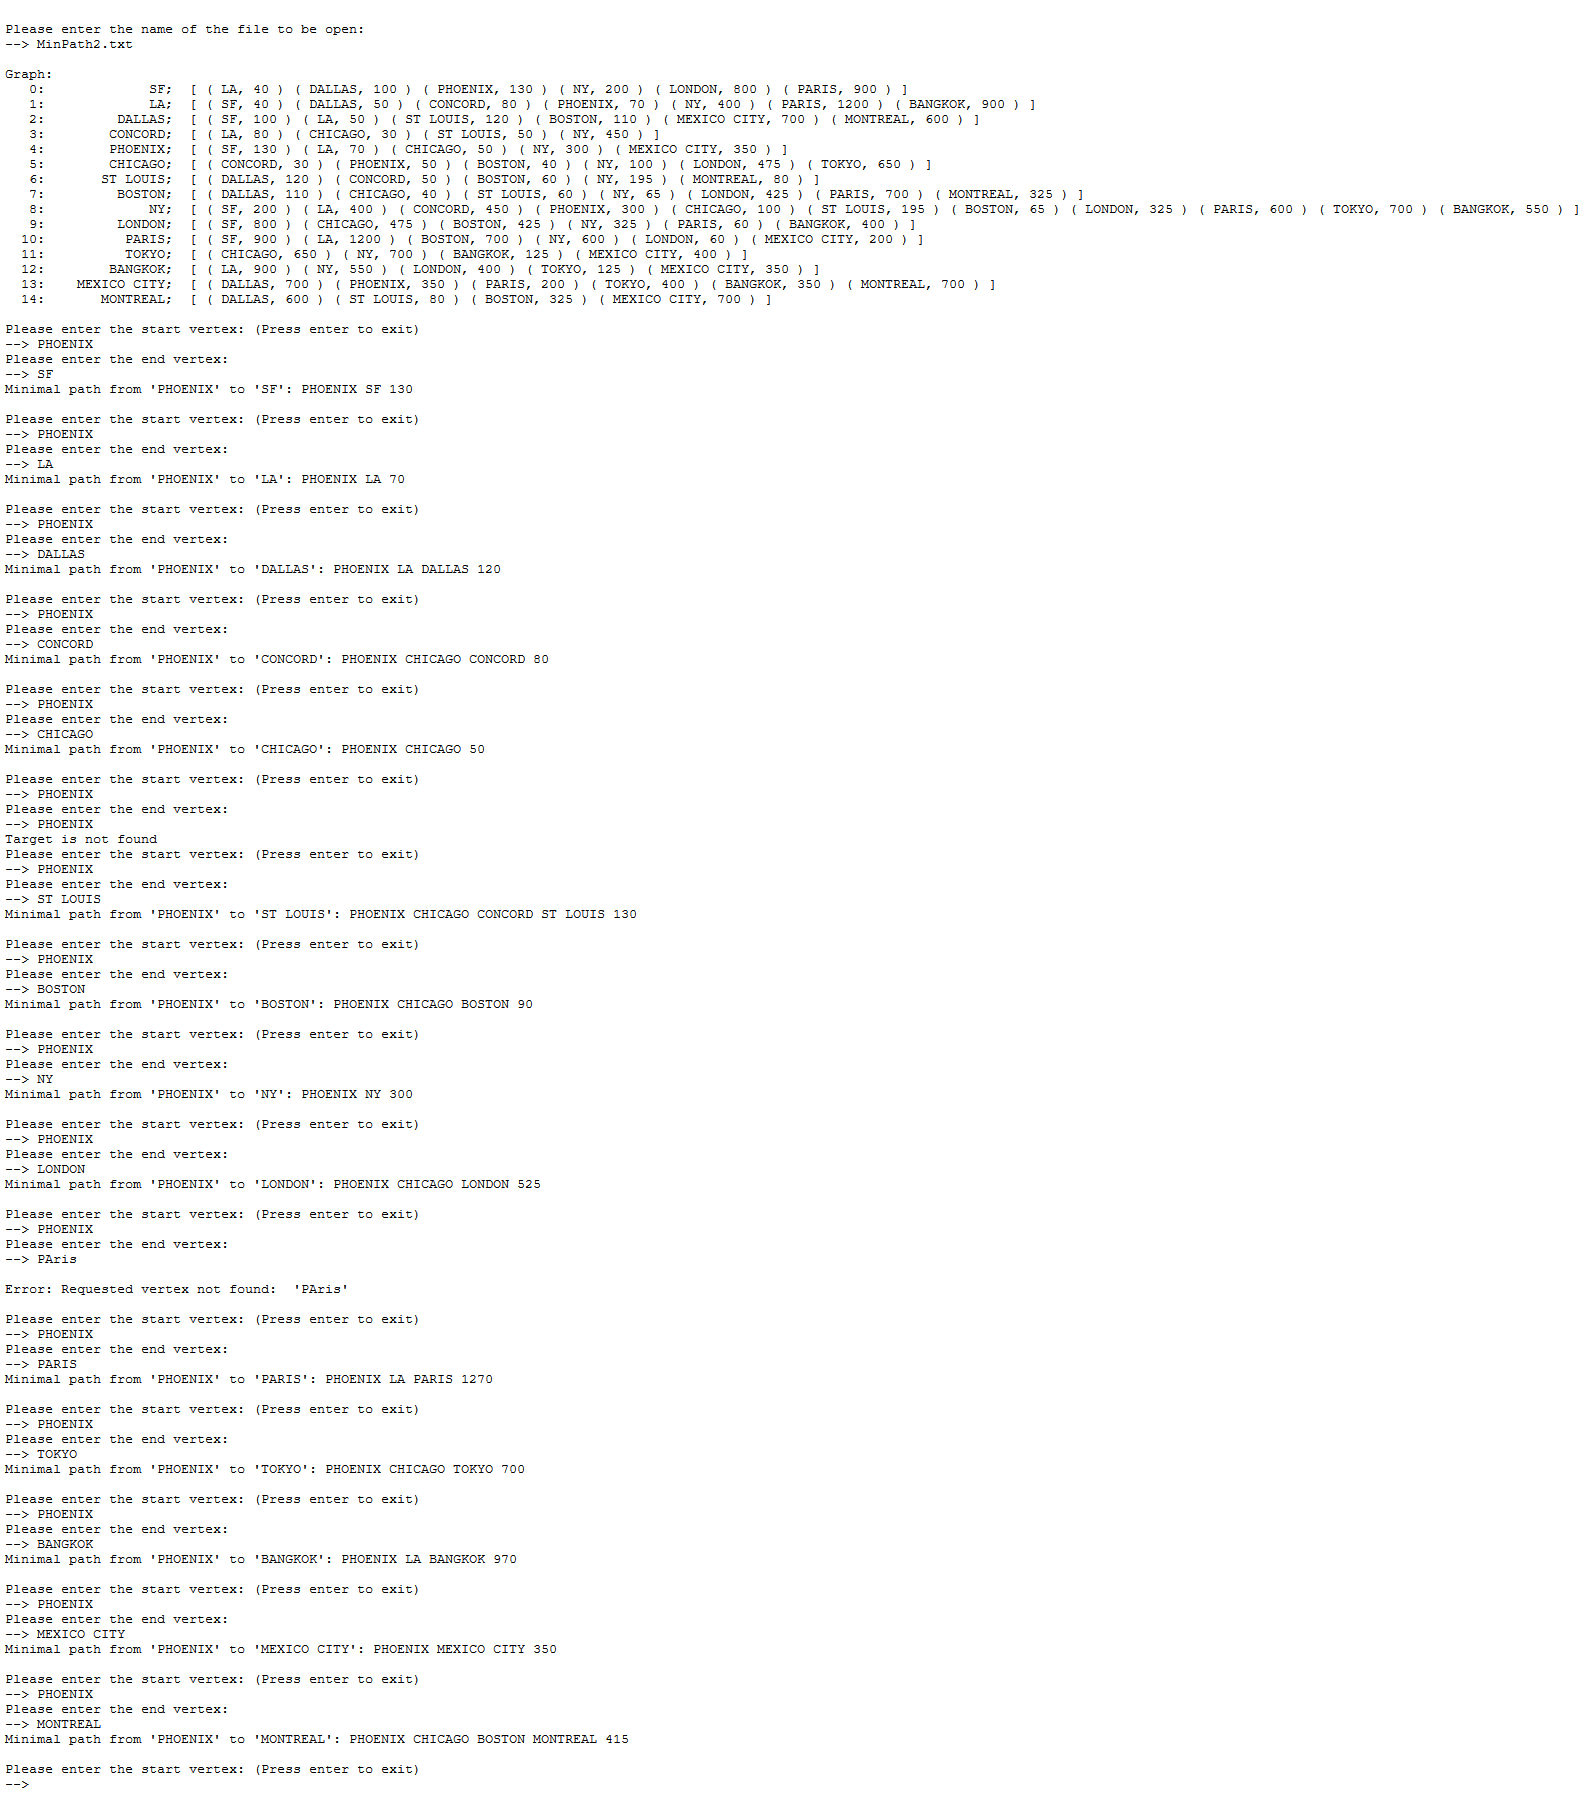 Please enter the name of the file to be open:
--> MinPath2.txt
Graph:
0: SF; [ ( LA, 40 ) ( DALLAS, 100 ) ( PHOENIX, 130 ) ( NY, 200 ) ( LONDON, 800 ) ( PARIS, 900 ) ]
1: LA; [ ( SF, 40 ) ( DALLAS, 50 ) ( CONCORD, 80 ) ( PHOENIX, 70 ) ( NY, 400 ) ( PARIS, 1200 ) ( BANGKOK, 900 ) ]
2: DALLAS; [ ( SF, 100 ) ( LA, 50 ) ( ST LOUIS, 120 ) ( BOSTON, 110 ) ( MEXICO CITY, 700 ) ( MONTREAL, 600 ) ]
3: CONCORD; [ ( LA, 80 ) ( CHICAGO, 30 ) ( ST LOUIS, 50 ) ( NY, 450 ) ]
4: PHOENIX; [ ( SF, 130 ) ( LA, 70 ) ( CHICAGO, 50 ) ( NY, 300 ) ( MEXICO CITY, 350 ) ]
5: CHICAGO; [ ( CONCORD, 30 ) ( PHOENIX, 50 ) ( BOSTON, 40 ) ( NY, 100 ) ( LONDON, 475 ) ( TOKYO, 650 ) ]
6: ST LOUIS; [ ( DALLAS, 120 ) ( CONCORD, 50 ) ( BOSTON, 60 ) ( NY, 195 ) ( MONTREAL, 80 ) ]
7: BOSTON; [ ( DALLAS, 110 ) ( CHICAGO, 40 ) ( ST LOUIS, 60 ) ( NY, 65 ) ( LONDON, 425 ) ( PARIS, 700 ) ( MONTREAL, 325 ) ]
8: NY; [ ( SF, 200 ) ( LA, 400 ) ( CONCORD, 450 ) ( PHOENIX, 300 ) ( CHICAGO, 100 ) ( ST LOUIS, 195 ) ( BOSTON, 65 ) ( LONDON, 325 ) ( PARIS, 600 ) ( TOKYO, 700 ) ( BANGKOK, 550 ) ]
9: LONDON; [ ( SF, 800 ) ( CHICAGO, 475 ) ( BOSTON, 425 ) ( NY, 325 ) ( PARIS, 60 ) ( BANGKOK, 400 ) ]
10: PARIS; [ ( SF, 900 ) ( LA, 1200 ) ( BOSTON, 700 ) ( NY, 600 ) ( LONDON, 60 ) ( MEXICO CITY, 200 ) ]
11: TOKYO; [ ( CHICAGO, 650 ) ( NY, 700 ) ( BANGKOK, 125 ) ( MEXICO CITY, 400 ) ]
12: BANGKOK; [ ( LA, 900 ) ( NY, 550 ) ( LONDON, 400 ) ( TOKYO, 125 ) ( MEXICO CITY, 350 ) ]
13: MEXICO CITY; [ ( DALLAS, 700 ) ( PHOENIX, 350 ) ( PARIS, 200 ) ( TOKYO, 400 ) ( BANGKOK, 350 ) ( MONTREAL, 700 ) ]
14: MONTREAL; [ ( DALLAS, 600 ) ( ST LOUIS, 80 ) ( BOSTON, 325 ) ( MEXICO CITY, 700 ) ]
Please enter the start vertex: (Press enter to exit)
--> PHOENIX
Please enter the end vertex:
--> SF
Minimal path from 'PHOENIX' to 'SF': PHOENIX SF 130
Please enter the start vertex: (Press enter to exit)
--> PHOENIX
Please enter the end vertex:
--> LA
Minimal path from 'PHOENIX' to 'LA': PHOENIX LA 70
Please enter the start vertex: (Press enter to exit)
--> PHOENIX
Please enter the end vertex:
--> DALLAS
Minimal path from 'PHOENIX' to 'DALLAS': PHOENIX LA DALLAS 120
Please enter the start vertex: (Press enter to exit)
--> PHOENIX
Please enter the end vertex:
--> CONCORD
Minimal path from 'PHOENIX' to 'CONCORD': PHOENIX CHICAGO CONCORD 80
Please enter the start vertex: (Press enter to exit)
--> PHOENIX
Please enter the end vertex:
--> CHICAGO
Minimal path from 'PHOENIX' to 'CHICAGO': PHOENIX CHICAGO 50
Please enter the start vertex: (Press enter to exit)
--> PHOENIX
Please enter the end vertex:
--> PHOENIX
Target is not found
Please enter the start vertex: (Press enter to exit)
--> PHOENIX
Please enter the end vertex:
--> ST LOUIS
Minimal path from 'PHOENIX' to 'ST LOUIS': PHOENIX CHICAGO CONCORD ST LOUIS 130
Please enter the start vertex: (Press enter to exit)
--> PHOENIX
Please enter the end vertex:
--> BOSTON
Minimal path from 'PHOENIX' to 'BOSTON': PHOENIX CHICAGO BOSTON 90
Please enter the start vertex: (Press enter to exit)
--> PHOENIX
Please enter the end vertex:
--> NY
Minimal path from 'PHOENIX' to 'NY': PHOENIX NY 300
Please enter the start vertex: (Press enter to exit)
--> PHOENIX
Please enter the end vertex:
--> LONDON
Minimal path from 'PHOENIX' to 'LONDON': PHOENIX CHICAGO LONDON 525
Please enter the start vertex: (Press enter to exit)
--> PHOENIX
Please enter the end vertex:
--> PAris
Error: Requested vertex not found: 'PAris'
Please enter the start vertex: (Press enter to exit)
--> PHOENIX
Please enter the end vertex:
--> PARIS
Minimal path from 'PHOENIX' to 'PARIS': PHOENIX LA PARIS 1270
Please enter the start vertex: (Press enter to exit)
--> PHOENIX
Please enter the end vertex:
--> TOKYO
Minimal path from 'PHOENIX' to 'TOKYO': PHOENIX CHICAGO TOKYO 700
Please enter the start vertex: (Press enter to exit)
--> PHOENIX
Please enter the end vertex:
--> BANGKOK
Minimal path from 'PHOENIX' to 'BANGKOK': PHOENIX LA BANGKOK 970
Please enter the start vertex: (Press enter to exit)
--> PHOENIX
Please enter the end vertex:
--> MEXICO CITY
Minimal path from 'PHOENIX' to 'MEXICO CITY': PHOENIX MEXICO CITY 350
Please enter the start vertex: (Press enter to exit)
--> PHOENIX
Please enter the end vertex:
--> MONTREAL
Minimal path from 'PHOENIX' to 'MONTREAL': PHOENIX CHICAGO BOSTON MONTREAL 415
Please enter the start vertex: (Press enter to exit)
-->